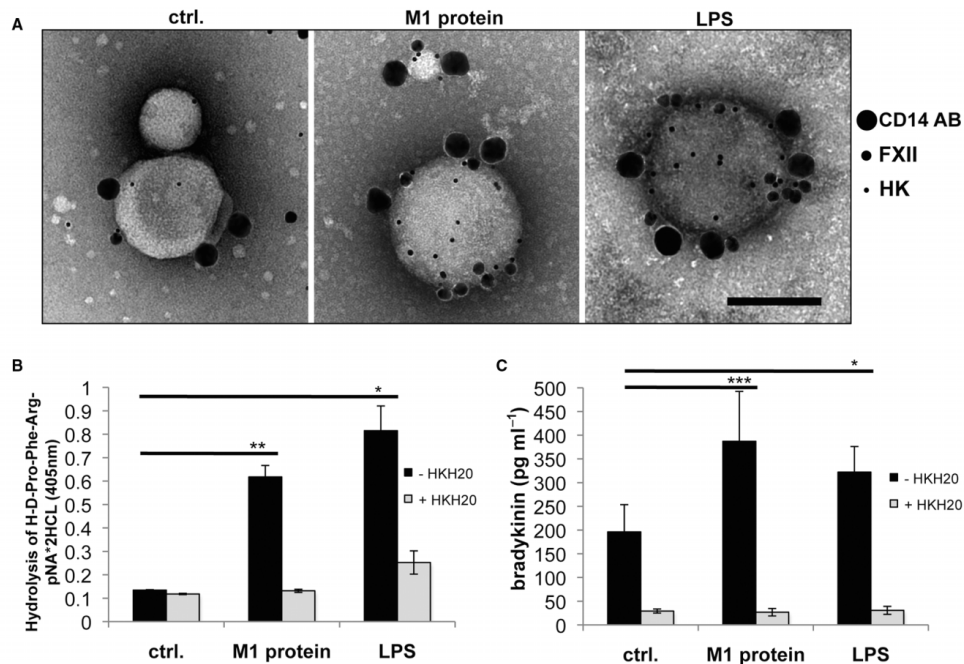 A
ctrl.
M1 protein
LPS
CD14 AB
FXII
HK
B
Hydrolysis of H-D-Pro-Phe-Arg-
pNA*2HCL (405nm)
1
0.9
0.8
0.7
0.6
0.5
0.4
0.3
0.2
0.1
*
**
- HKH20
+ HKH20
ctrl.
M1 protein
LPS
C
bradykinin (pg ml⁻¹)
500
450
400
350
300
250
200
150
100
50
0
*
***
- HKH20
+ HKH20
ctrl.
M1 protein
LPS